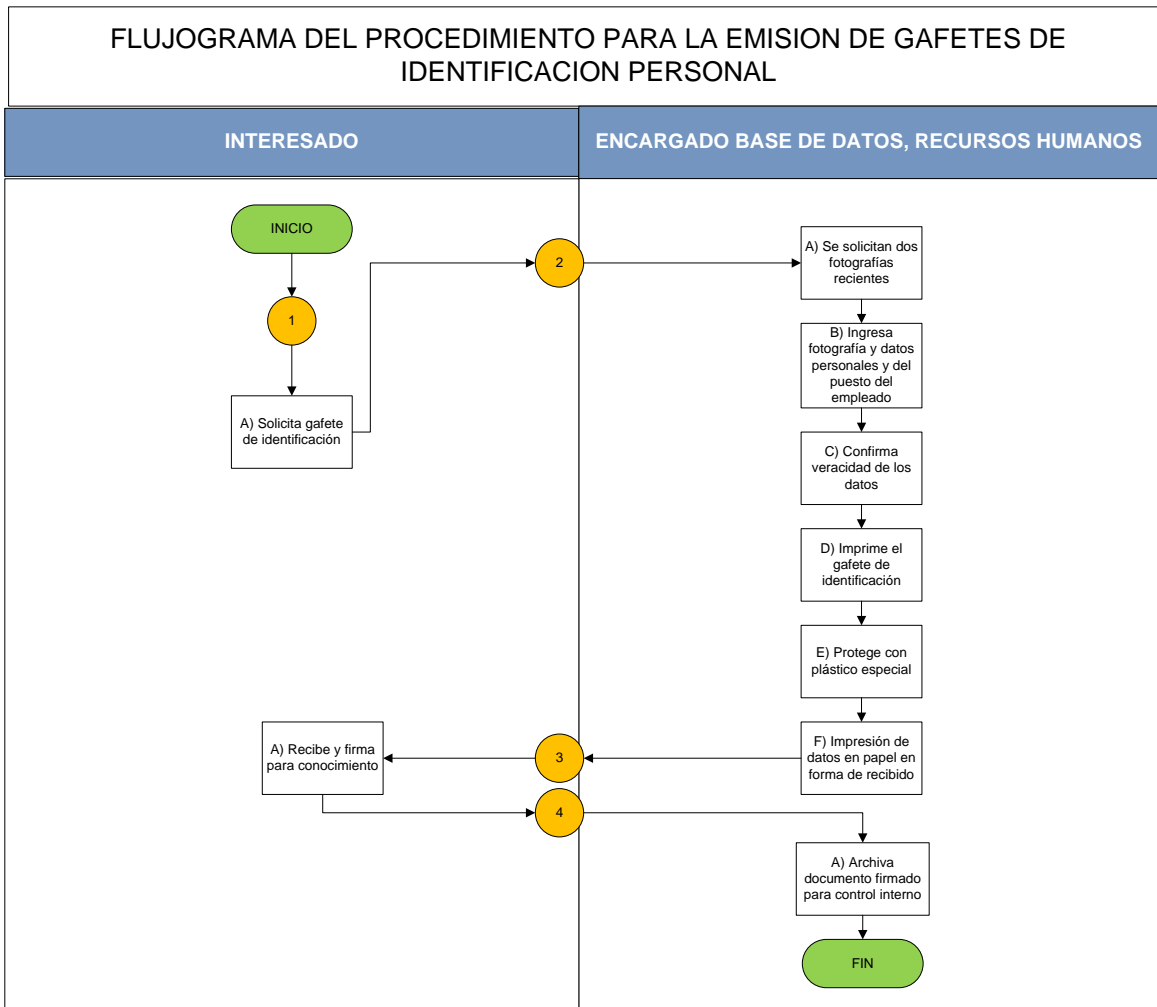 FLUJOGRAMA DEL PROCEDIMIENTO PARA LA EMISION DE GAFETES DE
IDENTIFICACION PERSONAL
INTERESADO
ENCARGADO BASE DE DATOS, RECURSOS HUMANOS
INICIO
1
A) Solicita gafete
de identificación
2
A) Se solicitan dos
fotografías
recientes
B) Ingresa
fotografía y datos
personales y del
puesto del
empleado
C) Confirma
veracidad de los
datos
D) Imprime el
gafete de
identificación
E) Protege con
plástico especial
F) Impresión de
datos en papel en
forma de recibido
3
A) Recibe y firma
para conocimiento
4
A) Archiva
documento firmado
para control interno
FIN